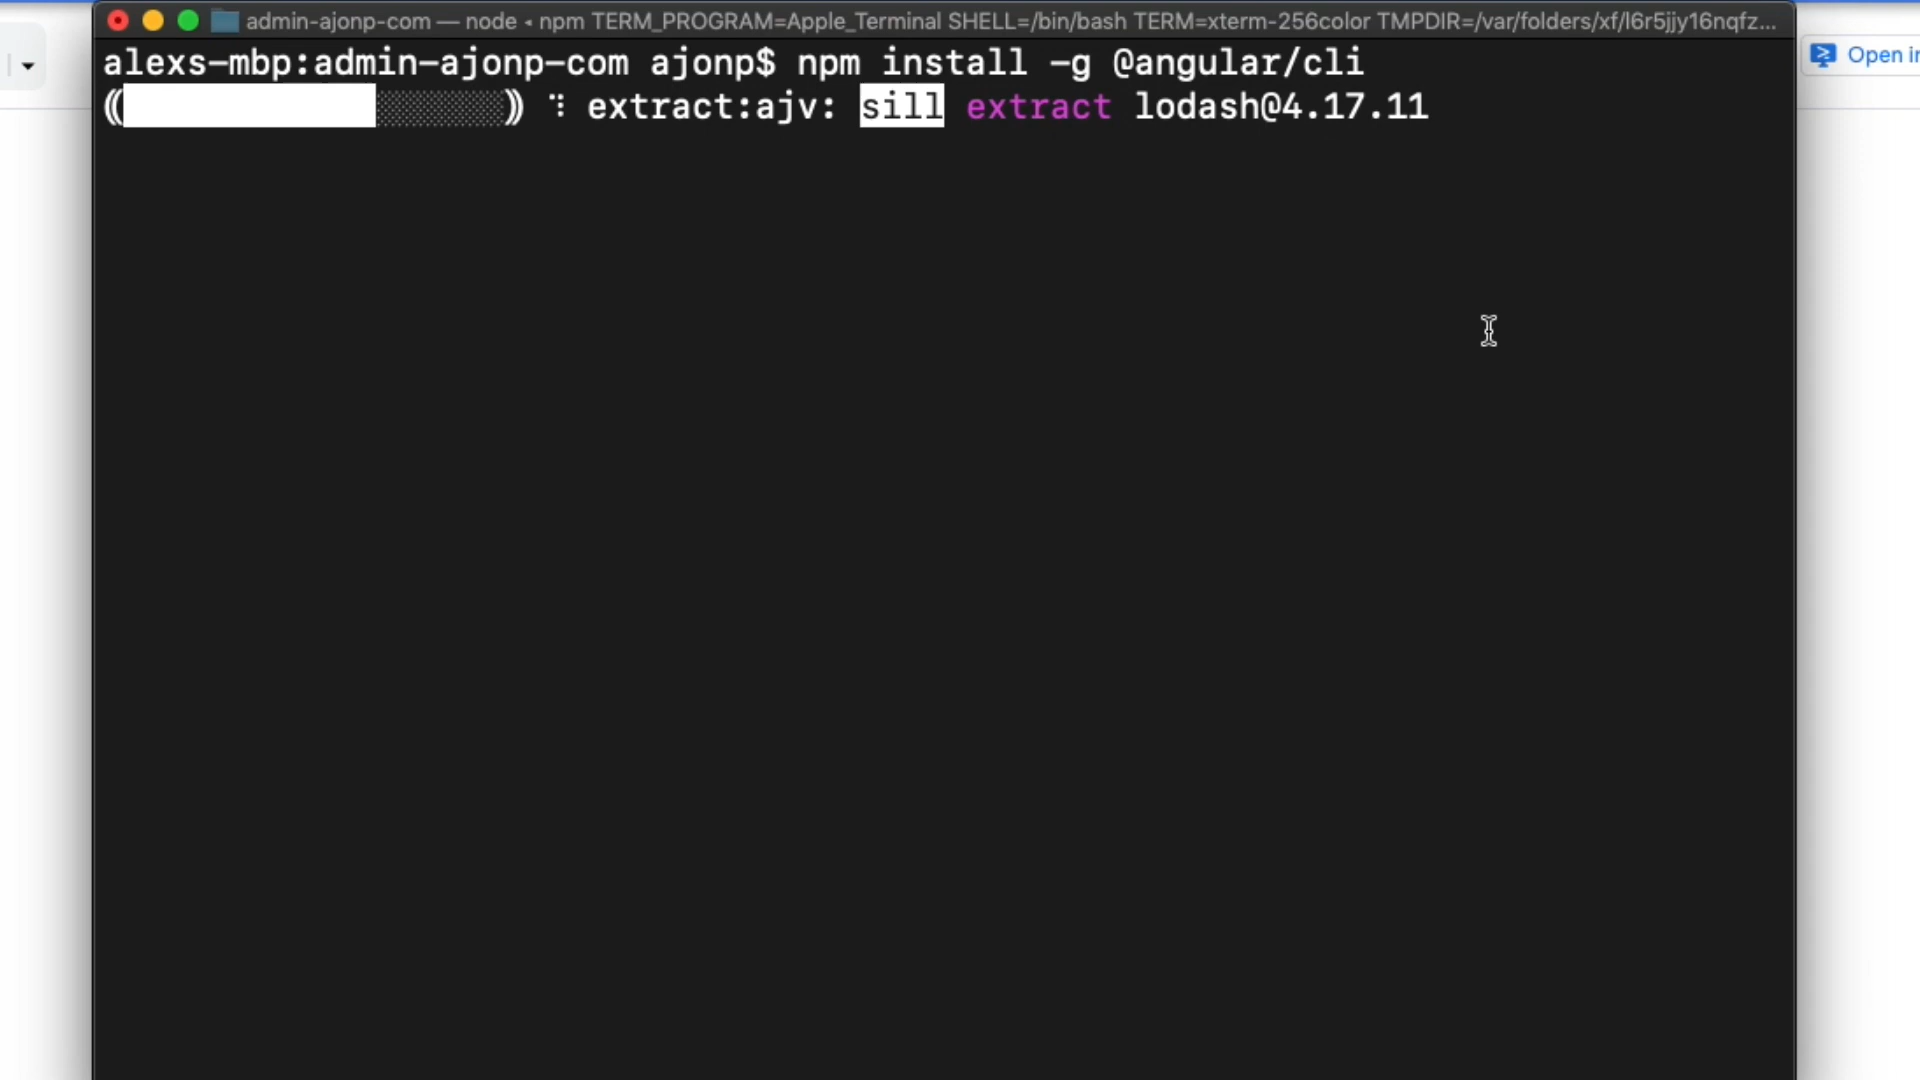 admin-ajonp-com — node ◂ npm TERM_PROGRAM=Apple_Terminal SHELL=/bin/bash TERM=xterm-256color TMPDIR=/var/folders/xf/l6r5jjy16nqfz...
alexs-mbp:admin-ajonp-com ajonp$ npm install -g @angular/cli
extract:ajv: sill extract lodash@4.17.11
Open